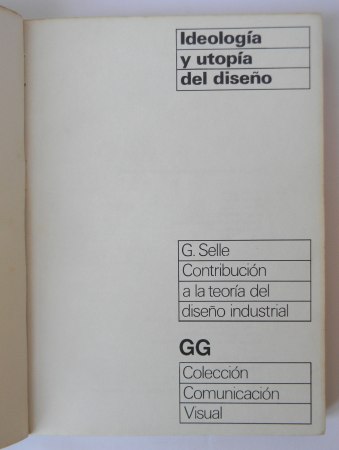 Ideología
y utopía
del diseño
G. Selle
Contribución
a la teoría del
diseño industrial
GG
Colección
Comunicación
Visual